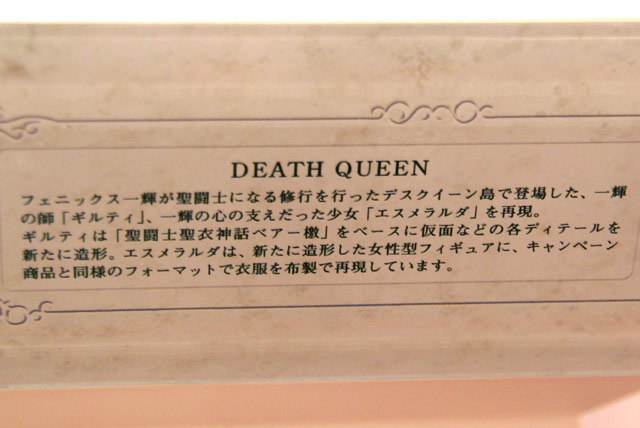 DEATH QUEEN
フェニックス一輝が聖闘士になる修行を行ったデスクイーン島で登場した、一輝
の師「ギルティ」、一輝の心の支えだった少女「エスメラルダ」を再現。
ギルティは「聖闘士聖衣神話ベアー檄」をベースに仮面などの各ディテールを
新たに造形。エスメラルダは、新たに造形した女性型フィギュアに、キャンペーン
商品と同様のフォーマットで衣服を布製で再現しています。